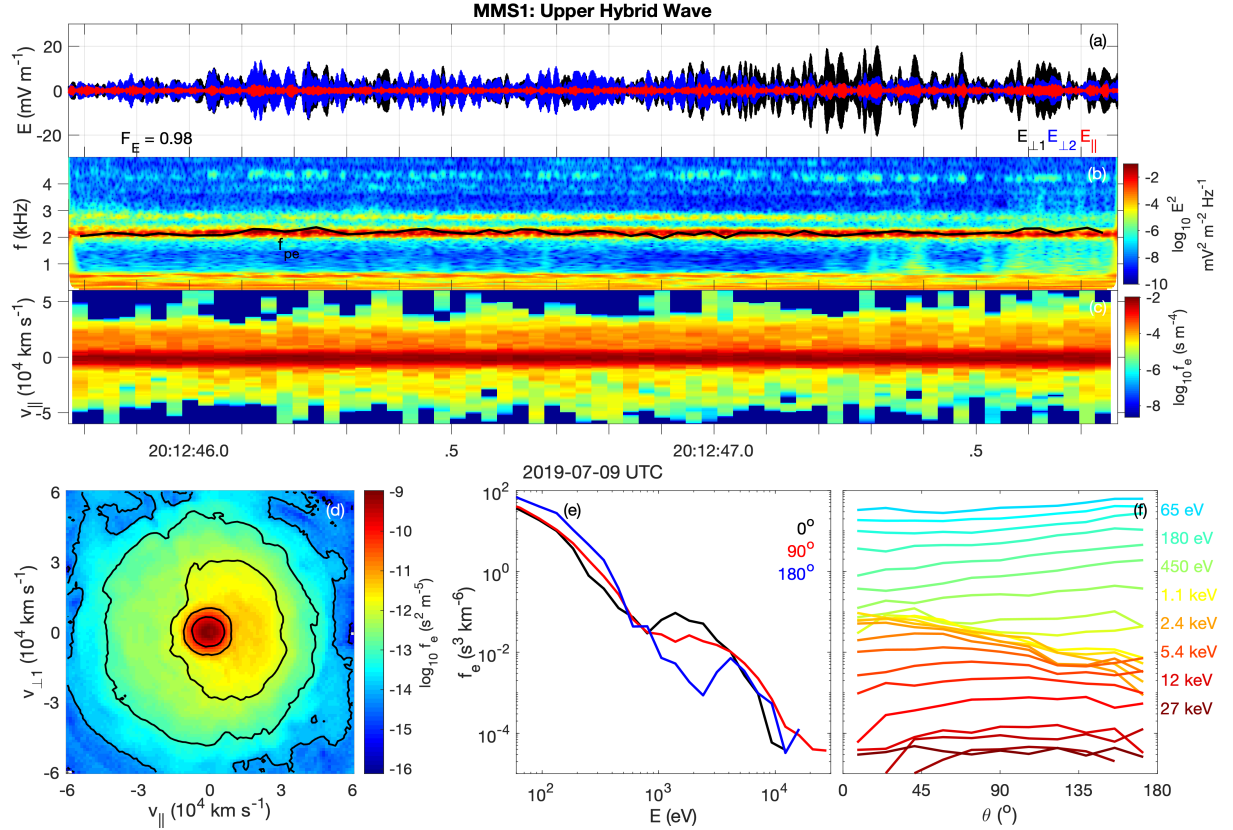 MMS1: Upper Hybrid Wave
(a)
20
0
-20
E (mV m⁻¹)
F_E = 0.98
E⊥1 E⊥2 E∥
(b)
4
3
2
1
f (kHz)
f_pe
-2
-4
-6
-8
-10
log₁₀ E²
mV² m⁻² Hz⁻¹
(c)
5
0
-5
v∥ (10⁴ km s⁻¹)
-2
-4
-6
-8
log₁₀ f_e (s m⁻⁴)
20:12:46.0 .5 20:12:47.0 .5
2019-07-09 UTC
(d)
6
3
0
-3
-6
v⊥1 (10⁴ km s⁻¹)
-6 -3 0 3 6
v∥ (10⁴ km s⁻¹)
-9
-10
-11
-12
-13
-14
-15
-16
log₁₀ f_e (s² m⁻⁵)
(e)
0°
90°
180°
10²
10⁰
10⁻²
10⁻⁴
f_e (s³ km⁻⁶)
10² 10³ 10⁴
E (eV)
(f)
65 eV
180 eV
450 eV
1.1 keV
2.4 keV
5.4 keV
12 keV
27 keV
0 45 90 135 180
θ (°)